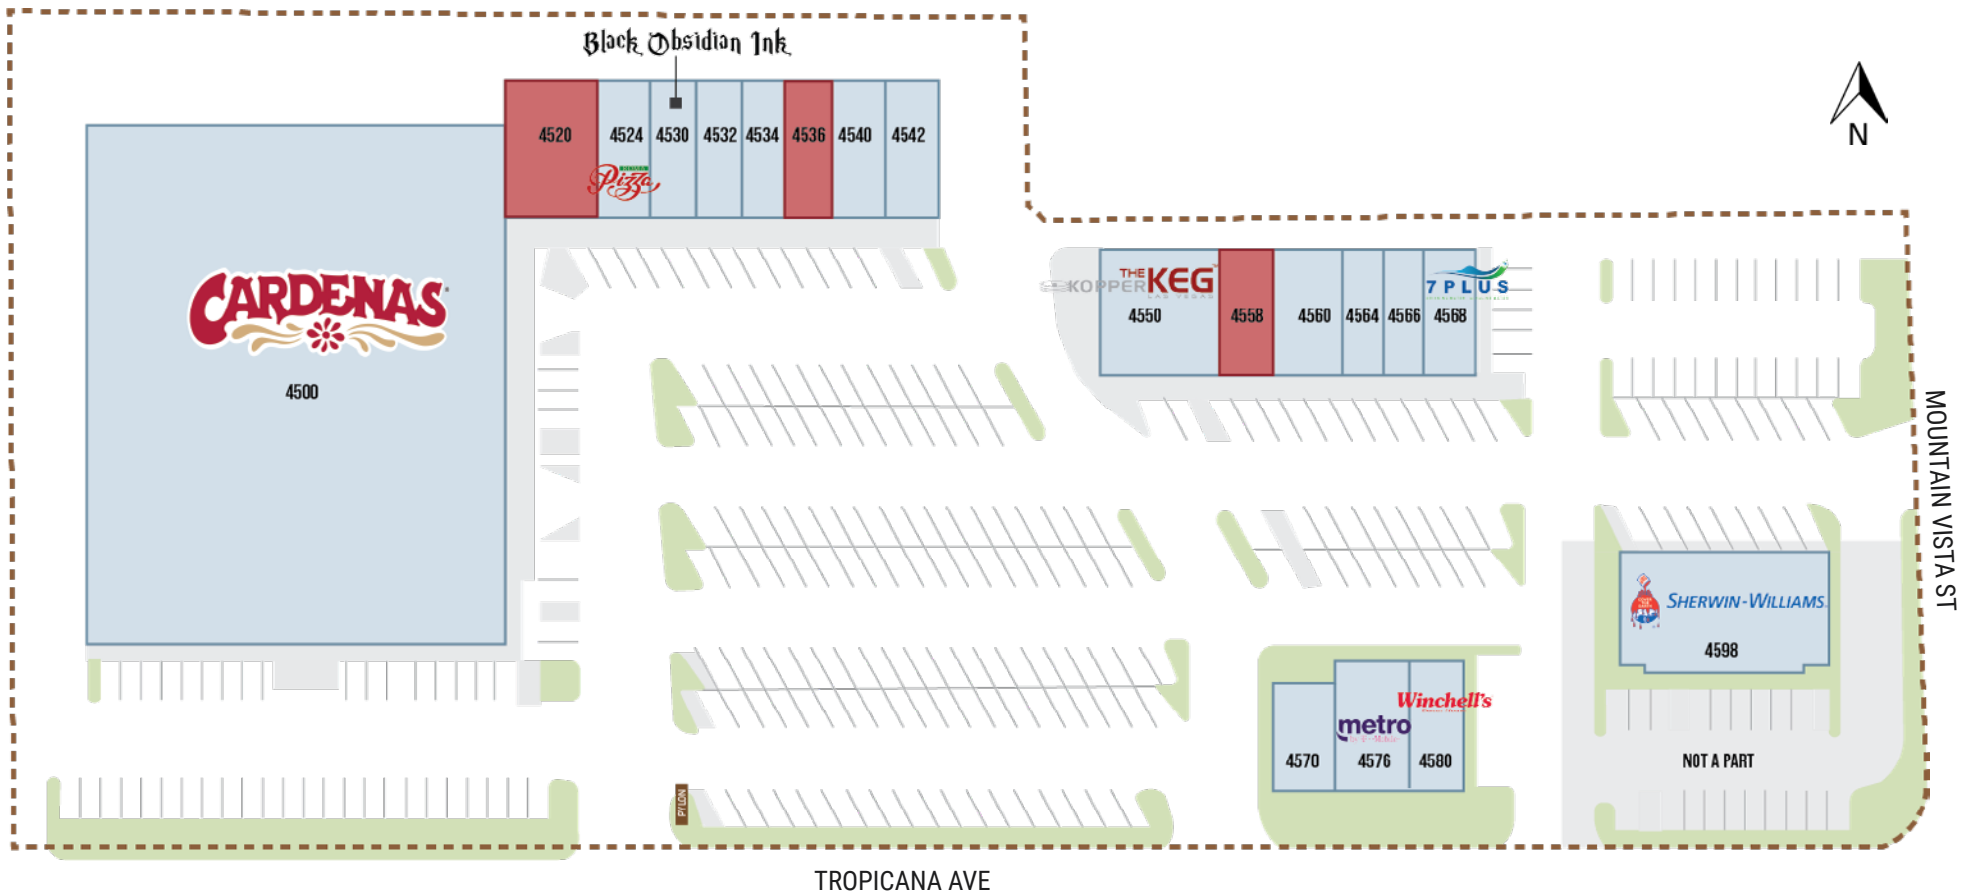 Black Obsidian Ink
4520
4524
4530
4532
4534
4536
4540
4542
Pizza
N
CARDENAS
4500
THE KOPPER KEG
LAS VEGAS
4550
4558
4560
4564
4566
4568
7 PLUS
MOUNTAIN VISTA ST
SHERWIN-WILLIAMS
4598
Winchell's
metro
4570
4576
4580
NOT A PART
PYLON
TROPICANA AVE